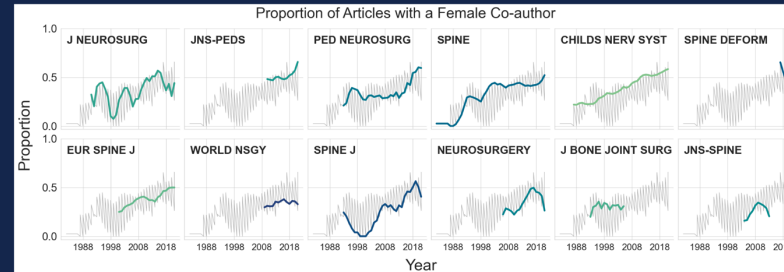 Proportion of Articles with a Female Co-author
Proportion
1.0
0.5
0.0
J NEUROSURG
JNS-PEDS
PED NEUROSURG
SPINE
CHILDS NERV SYST
SPINE DEFORM
1.0
0.5
0.0
EUR SPINE J
WORLD NSGY
SPINE J
NEUROSURGERY
J BONE JOINT SURG
JNS-SPINE
1988 1998 2008 2018
1988 1998 2008 2018
1988 1998 2008 2018
1988 1998 2008 2018
1988 1998 2008 2018
1988 1998 2008 20
Year